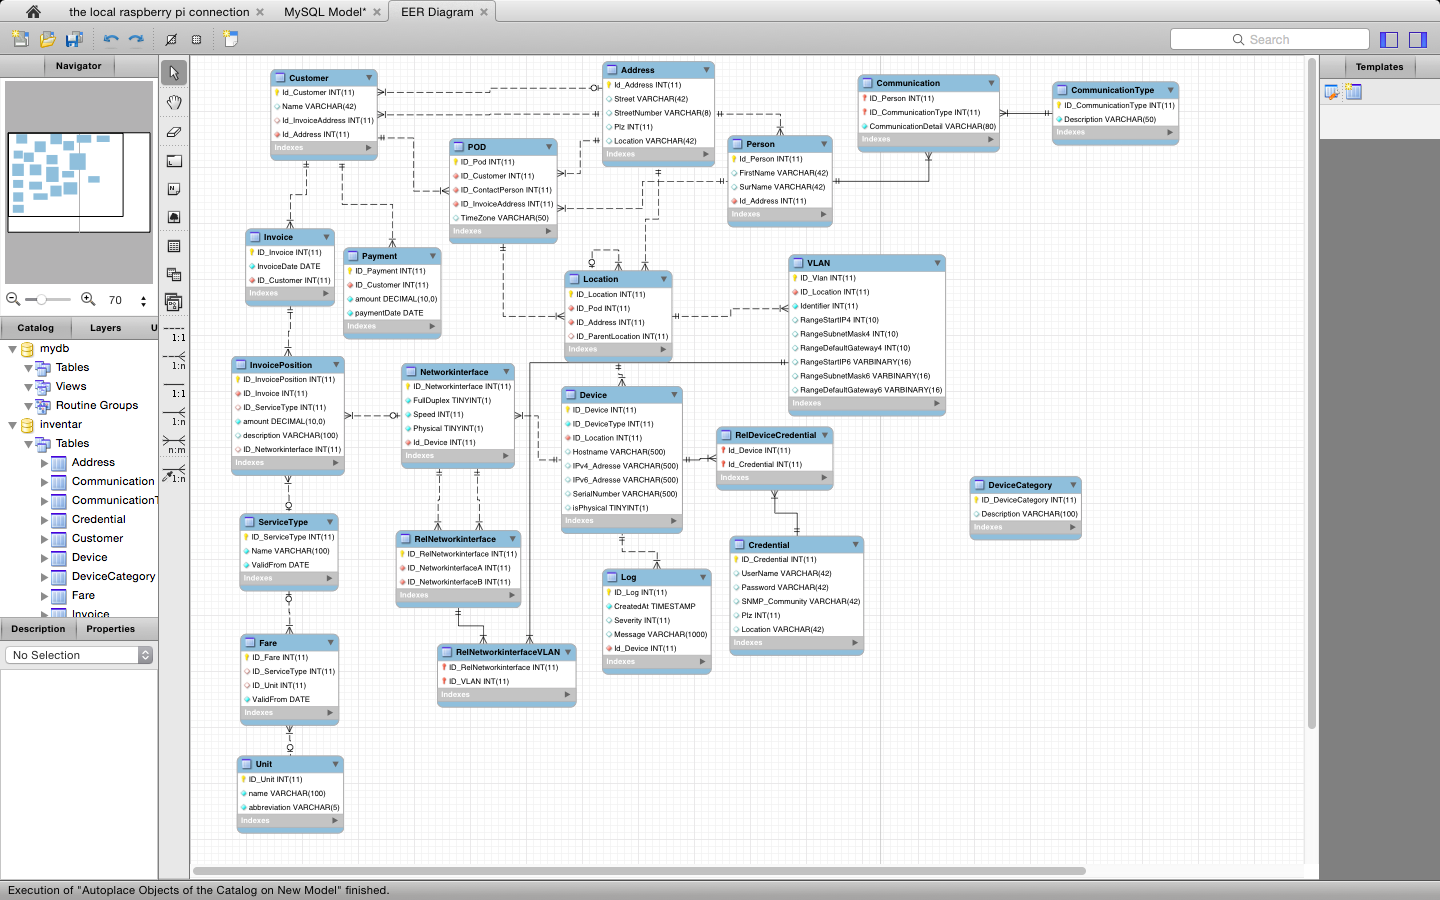 the local raspberry pi connection
MySQL Model*
EER Diagram
Search
Navigator
Templates
70
Catalog
Layers
U
mydb
Tables
Views
Routine Groups
inventar
Tables
Address
Communication
CommunicationT
Credential
Customer
Device
DeviceCategory
Fare
Invoice
Description
Properties
No Selection
1:1
1:n
1:1
1:n
n:m
1:n
Customer
Id_Customer INT(11)
Name VARCHAR(42)
Id_InvoiceAddress INT(11)
Id_Address INT(11)
Indexes
Address
Id_Address INT(11)
Street VARCHAR(42)
StreetNumber VARCHAR(8)
Plz INT(11)
Location VARCHAR(42)
Indexes
Communication
ID_Person INT(11)
ID_CommunicationType INT(11)
CommunicationDetail VARCHAR(80)
Indexes
CommunicationType
ID_CommunicationType INT(11)
Description VARCHAR(50)
Indexes
POD
ID_Pod INT(11)
ID_Customer INT(11)
ID_ContactPerson INT(11)
ID_InvoiceAddress INT(11)
TimeZone VARCHAR(50)
Indexes
Person
Id_Person INT(11)
FirstName VARCHAR(42)
SurName VARCHAR(42)
Id_Address INT(11)
Indexes
Invoice
ID_Invoice INT(11)
InvoiceDate DATE
ID_Customer INT(11)
Indexes
Payment
ID_Payment INT(11)
ID_Customer INT(11)
amount DECIMAL(10,0)
paymentDate DATE
Indexes
Location
ID_Location INT(11)
ID_Pod INT(11)
ID_Address INT(11)
ID_ParentLocation INT(11)
Indexes
VLAN
ID_Vlan INT(11)
ID_Location INT(11)
Identifier INT(11)
RangeStartIP4 INT(10)
RangeSubnetMask4 INT(10)
RangeDefaultGateway4 INT(10)
RangeStartIP6 VARBINARY(16)
RangeSubnetMask6 VARBINARY(16)
RangeDefaultGateway6 VARBINARY(16)
Indexes
InvoicePosition
ID_InvoicePosition INT(11)
ID_Invoice INT(11)
ID_ServiceType INT(11)
amount DECIMAL(10,0)
description VARCHAR(100)
ID_Networkinterface INT(11)
Indexes
Networkinterface
ID_Networkinterface INT(11)
FullDuplex TINYINT(1)
Speed INT(11)
Physical TINYINT(1)
Id_Device INT(11)
Indexes
Device
ID_Device INT(11)
ID_DeviceType INT(11)
ID_Location INT(11)
Hostname VARCHAR(500)
IPv4_Adresse VARCHAR(500)
IPv6_Adresse VARCHAR(500)
SerialNumber VARCHAR(500)
isPhysical TINYINT(1)
Indexes
RelDeviceCredential
Id_Device INT(11)
Id_Credential INT(11)
Indexes
DeviceCategory
ID_DeviceCategory INT(11)
Description VARCHAR(100)
Indexes
ServiceType
ID_ServiceType INT(11)
Name VARCHAR(100)
ValidFrom DATE
Indexes
RelNetworkinterface
ID_RelNetworkinterface INT(11)
ID_NetworkinterfaceA INT(11)
ID_NetworkinterfaceB INT(11)
Indexes
Log
ID_Log INT(11)
CreatedAt TIMESTAMP
Severity INT(11)
Message VARCHAR(1000)
Id_Device INT(11)
Indexes
Credential
ID_Credential INT(11)
UserName VARCHAR(42)
Password VARCHAR(42)
SNMP_Community VARCHAR(42)
Plz INT(11)
Location VARCHAR(42)
Indexes
Fare
ID_Fare INT(11)
ID_ServiceType INT(11)
ID_Unit INT(11)
ValidFrom DATE
Indexes
RelNetworkinterfaceVLAN
ID_RelNetworkinterface INT(11)
ID_VLAN INT(11)
Indexes
Unit
ID_Unit INT(11)
name VARCHAR(100)
abbreviation VARCHAR(5)
Indexes
Execution of "Autoplace Objects of the Catalog on New Model" finished.